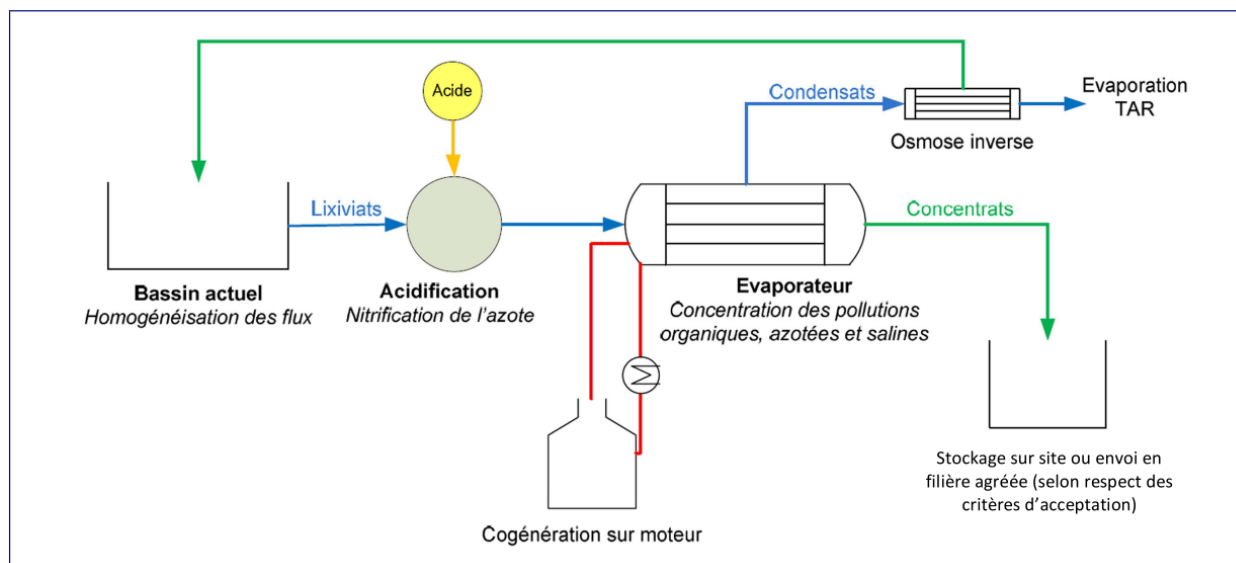 Acide
Condensats
Evaporation
TAR
Osmose inverse
Lixiviats
Concentrats
Bassin actuel
Homogénéisation des flux
Acidification
Nitrification de l'azote
Evaporateur
Concentration des pollutions
organiques, azotées et salines
Cogénération sur moteur
Stockage sur site ou envoi en
filière agréée (selon respect des
critères d'acceptation)